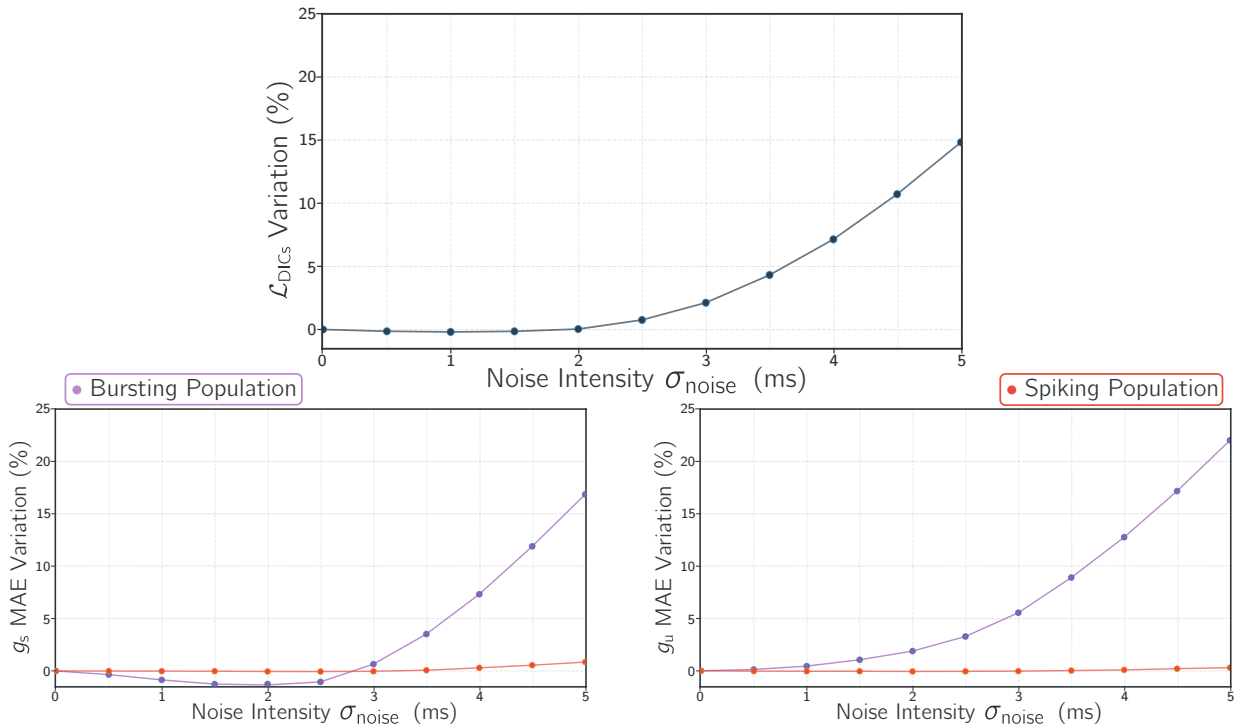 25
20
15
10
5
0
ℒDICs Variation (%)
0 1 2 3 4 5
Noise Intensity σnoise (ms)
Bursting Population
Spiking Population
25
20
15
10
5
0
gs MAE Variation (%)
0 1 2 3 4 5
Noise Intensity σnoise (ms)
25
20
15
10
5
0
gu MAE Variation (%)
0 1 2 3 4 5
Noise Intensity σnoise (ms)